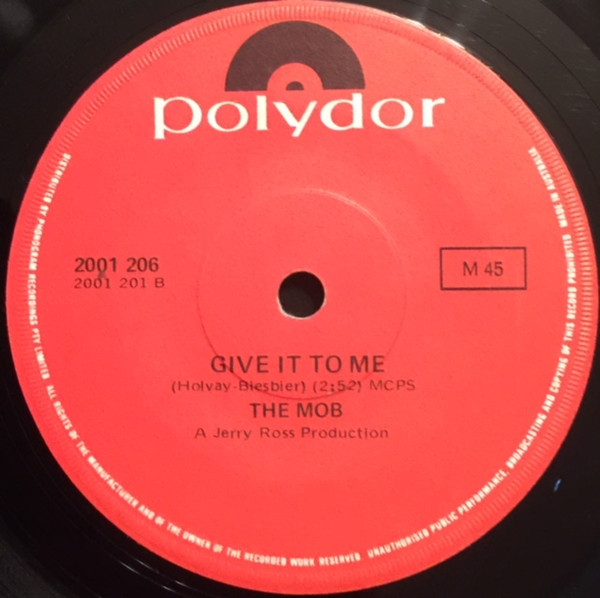 polydor
2001 206
2001 201 B
M 45
GIVE IT TO ME
(Holvay-Biesbier) (2:52) MCPS
THE MOB
A Jerry Ross Production
DISTRIBUTED BY PHONOGRAM RECORDINGS PTY LIMITED ALL RIGHTS OF THE MANUFACTURER AND OF THE OWNER OF THE RECORDED WORK RESERVED UNAUTHORISED PUBLIC PERFORMANCE, BROADCASTING AND COPYING OF THIS RECORD PROHIBITED MADE IN AUSTRALIA